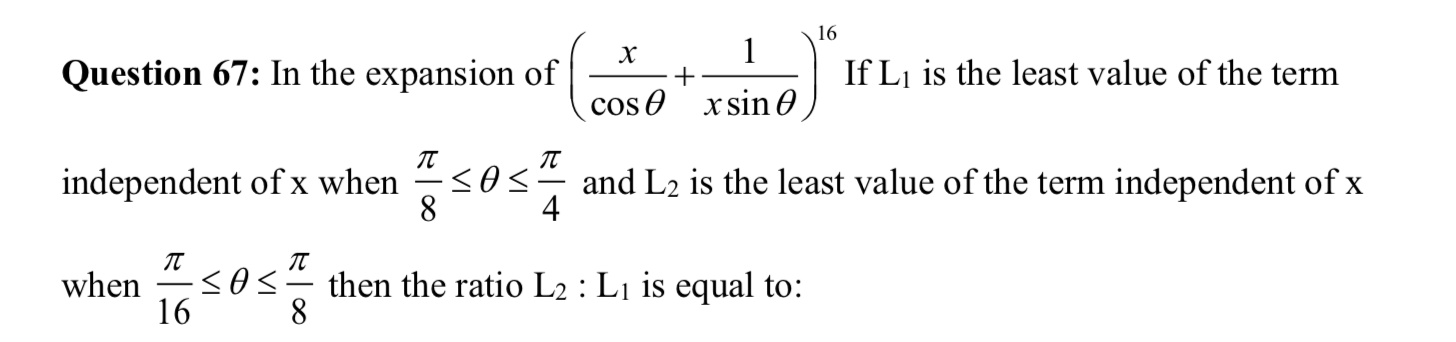 Question 67: In the expansion of (x/cosθ + 1/(x sinθ))^16 If L₁ is the least value of the term
independent of x when π/8 ≤ θ ≤ π/4 and L₂ is the least value of the term independent of x
when π/16 ≤ θ ≤ π/8 then the ratio L₂ : L₁ is equal to: